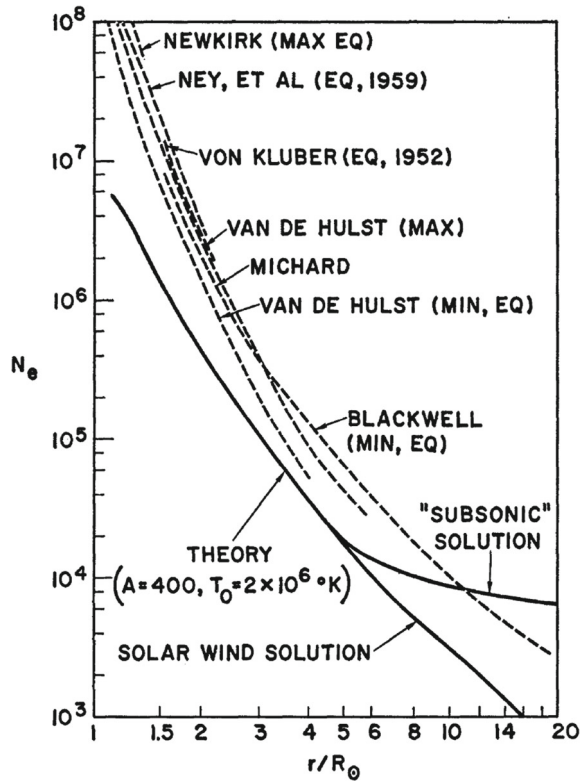 10⁸
NEWKIRK (MAX EQ)
NEY, ET AL (EQ, 1959)
10⁷
VON KLUBER (EQ, 1952)
VAN DE HULST (MAX)
MICHARD
10⁶
VAN DE HULST (MIN, EQ)
Nₑ
10⁵
BLACKWELL
(MIN, EQ)
"SUBSONIC"
SOLUTION
THEORY
10⁴
(A=400, T₀=2×10⁶ °K)
SOLAR WIND SOLUTION
10³
1 1.5 2 3 4 5 6 8 10 12 14 20
r/R⊙